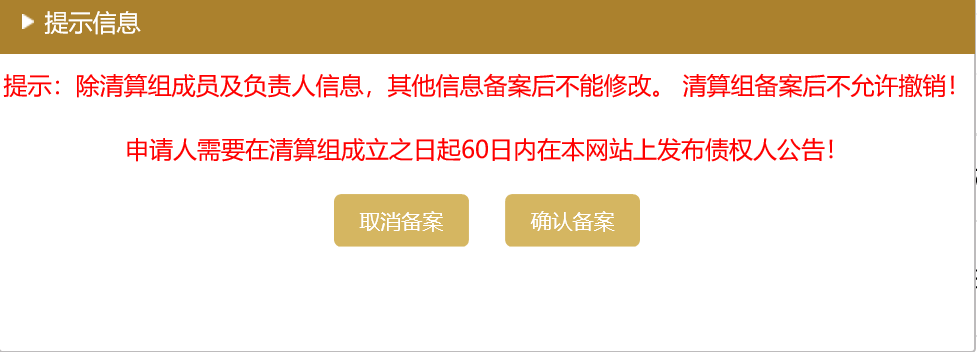 提示信息
提示：除清算组成员及负责人信息，其他信息备案后不能修改。 清算组备案后不允许撤销！
申请人需要在清算组成立之日起60日内在本网站上发布债权人公告！
取消备案
确认备案